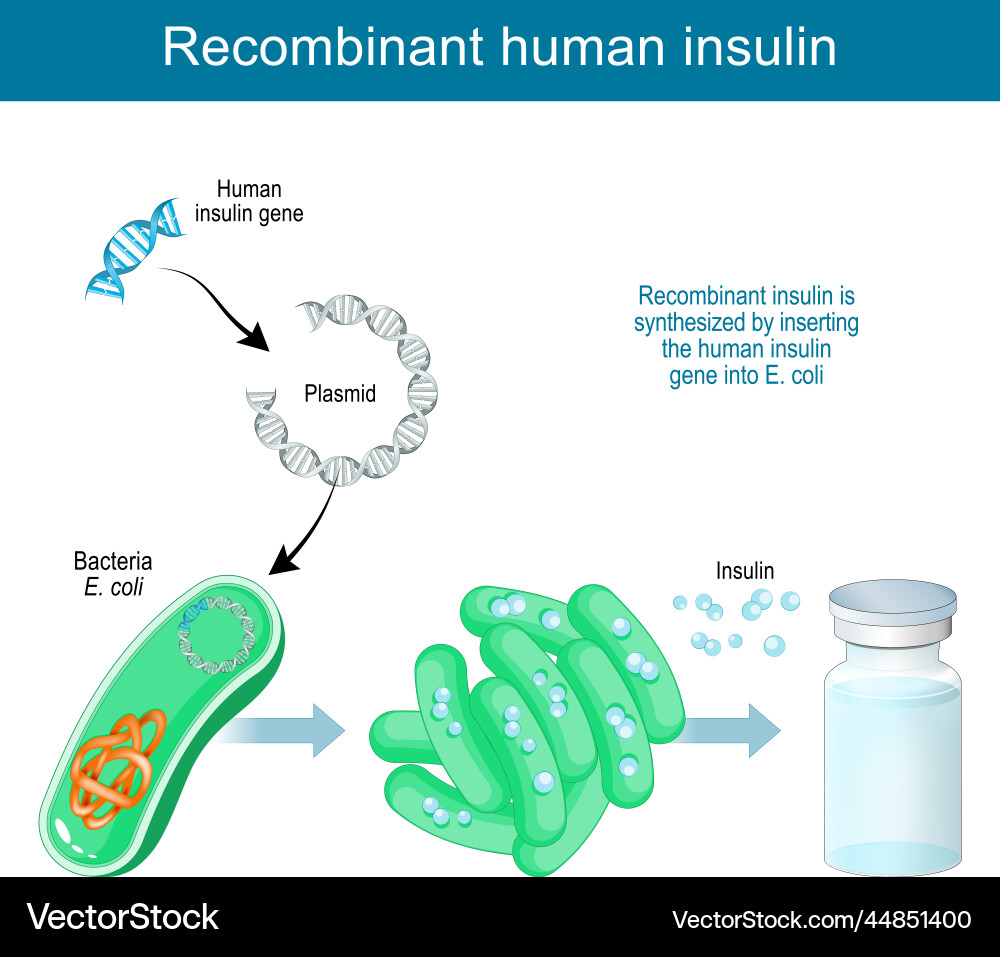 Recombinant human insulin
Human
insulin gene
Recombinant insulin is
synthesized by inserting
the human insulin
gene into E. coli
Plasmid
Bacteria
E. coli
Insulin
VectorStock
VectorStock.com/44851400